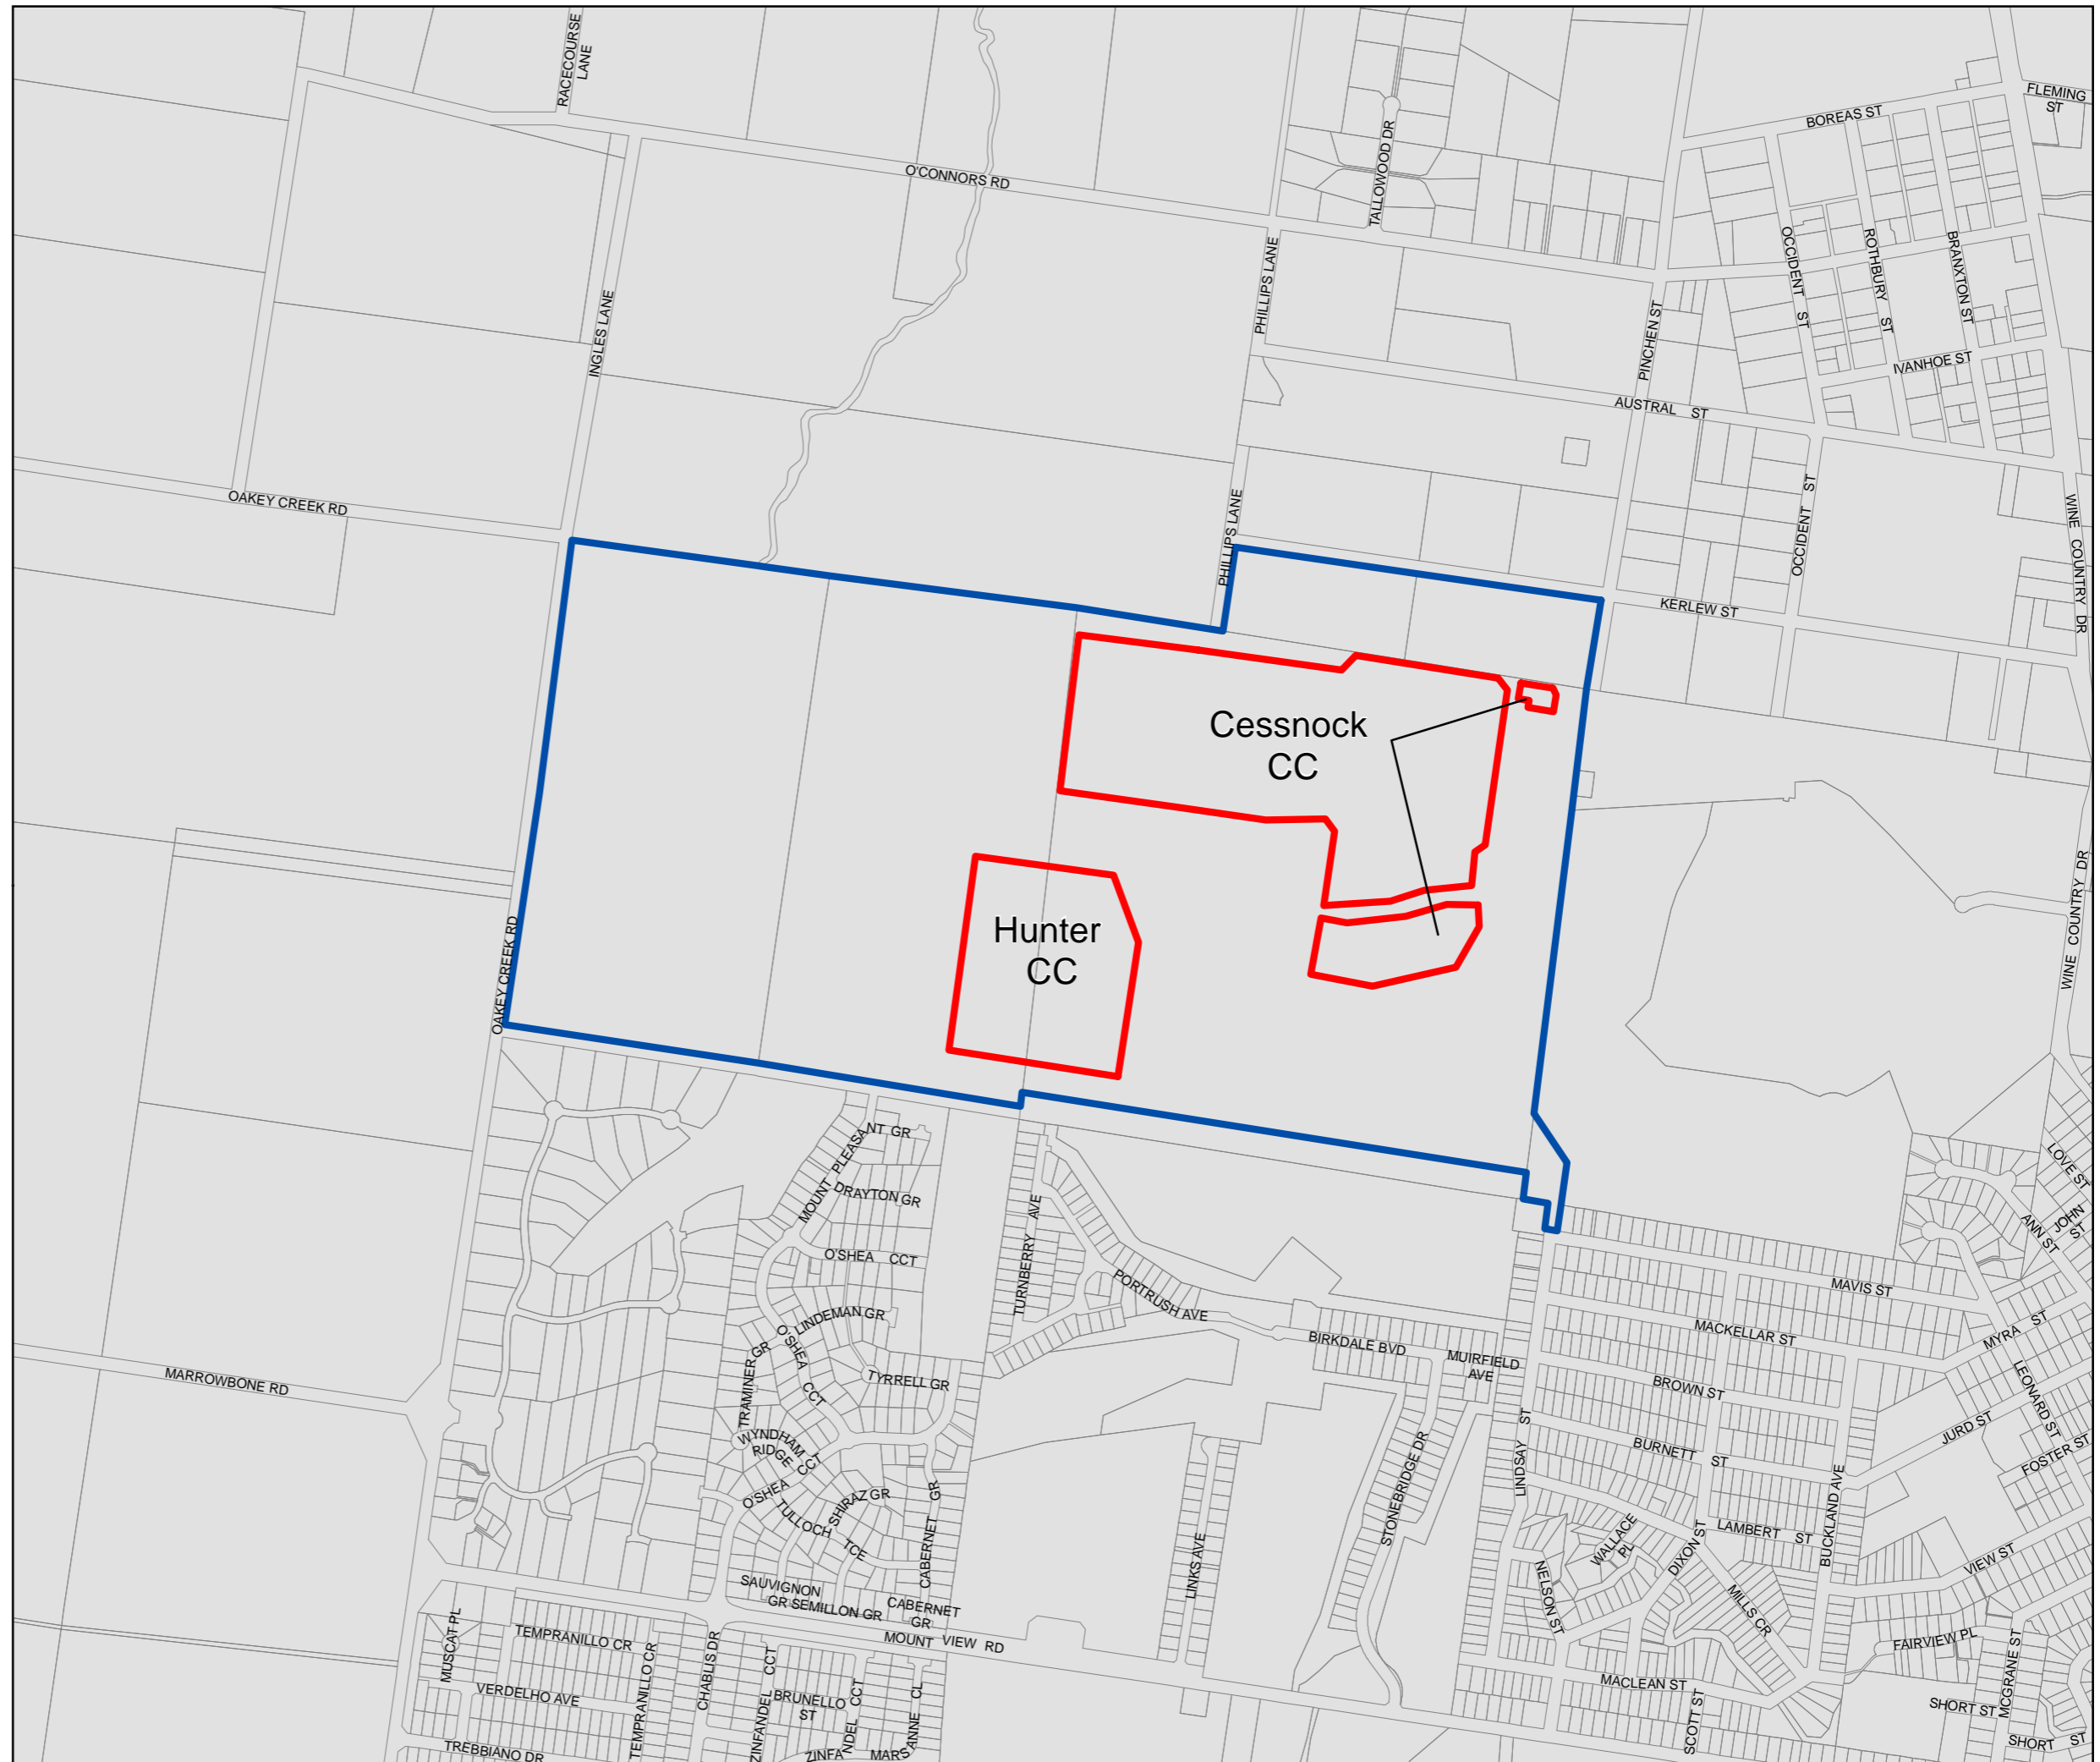 RACECOURSE
LANE
FLEMING
ST
BOREAS ST
O'CONNORS RD
TALLOWOOD DR
PHILLIPS LANE
OCCIDENT ST
ROTHBURY ST
BRAXTON ST
INGLES LANE
PINCHEN ST
IVANHOE ST
AUSTRAL ST
OAKEY CREEK RD
PHILLIPS LANE
OCCIDENT ST
WINE COUNTRY DR
KERLEW ST
Cessnock
CC
Hunter
CC
OAKEY CREEK RD
WINE COUNTRY DR
MOUNT PLEASANT GR
DRAYTON GR
O'SHEA CCT
TURNBERRY AVE
LOVE ST
JOHN
ST
ANN ST
PORTRUSH AVE
MAVIS ST
LINDEMAN GR
O'SHEA CCT
TRAMINER GR
TYRRELL GR
BIRKDALE BVD
MUIRFIELD
AVE
MACKELLAR ST
MYRA ST
MARROWBONE RD
BROWN ST
LEONARD ST
JURD ST
WYNDHAM
RIDGE CT
O'SHEA CCT
BURNETT ST
LINDSAY ST
FOSTER ST
SHIRAZ GR
TULLOCH TCE
CABERNET GR
STONEBRIDGE DR
BUCKLAND AVE
LINKS AVE
WALLACE
PL
DIXON ST
LAMBERT ST
VIEW ST
NELSON ST
MILLS CR
SAUVIGNON
GR
SEMILLON GR
CABERNET
GR
MOUNT VIEW RD
MUSCAT PL
TEMPRANILLO CR
TEMPRANILLO CR
CHABLIS DR
FAIRVIEW PL
MCGRANE ST
MACLEAN ST
SCOTT ST
VERDELHO AVE
ZINFANDEL CCT
BRUNELLO
ST
NDEL CCT
ANNE CL
SHORT ST
SHORT ST
TREBBIANO DR
ZINFA
MARS